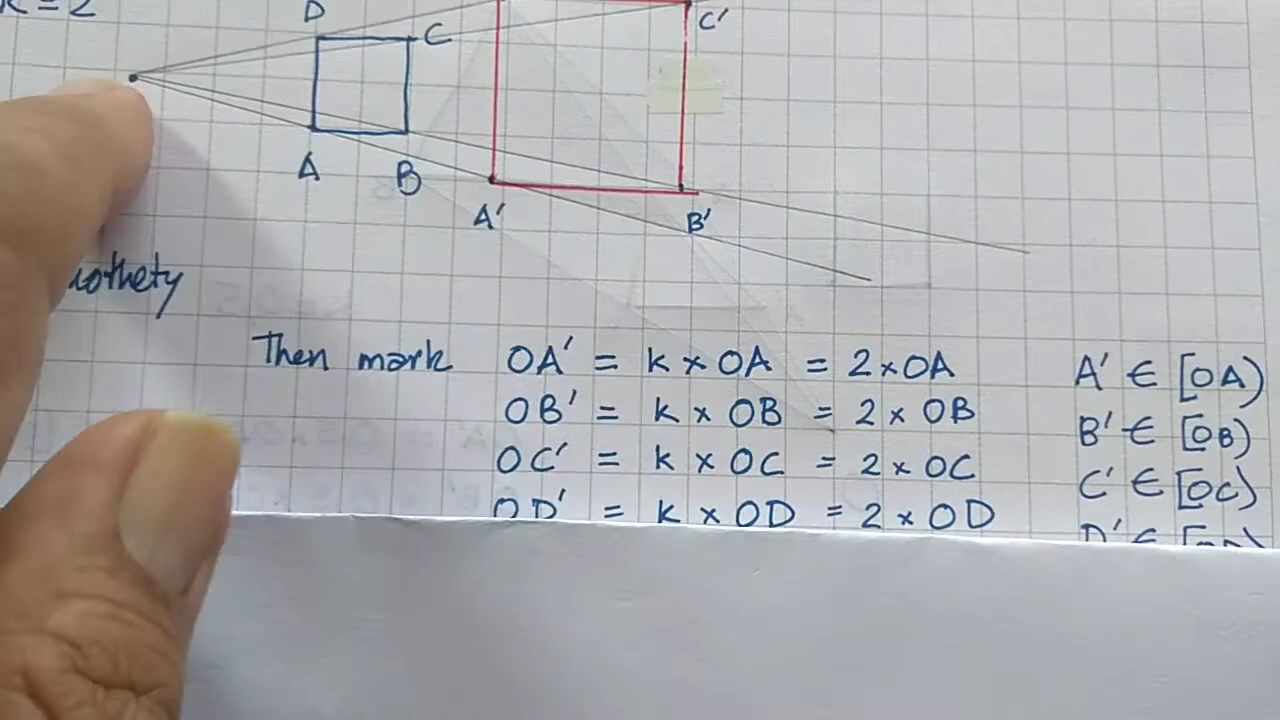 K = 2
D
C
C'
A
B
A'
B'
Then mark OA' = K × OA = 2 × OA A' ∈ [OA)
OB' = K × OB = 2 × OB B' ∈ [OB)
OC' = K × OC = 2 × OC C' ∈ [OC)
OD' = K × OD = 2 × OD D' ∈